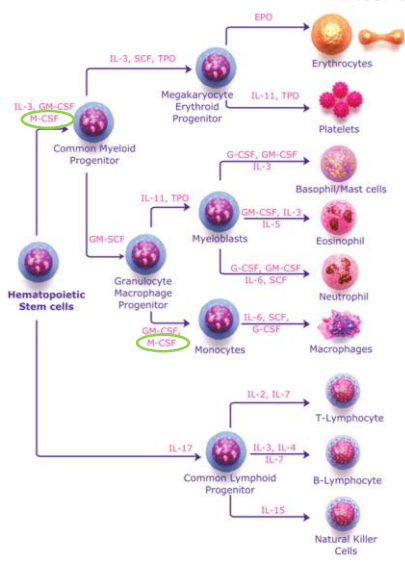 EPO
Erythrocytes
IL-3, SCF, TPO
Megakaryocyte
Erythroid
Progenitor
IL-11, TPO
Platelets
IL-3, GM-CSF
M-CSF
Common Myeloid
Progenitor
G-CSF, GM-CSF
IL-3
Basophil/Mast cells
IL-11, TPO
Myeloblasts
GM-CSF, IL-3
IL-5
Eosinophil
GM-SCF
Granulocyte
Macrophage
Progenitor
G-CSF, GM-CSF
IL-6, SCF
Neutrophil
Hematopoietic
Stem cells
GM-CSF,
M-CSF
Monocytes
IL-6, SCF,
G-CSF
Macrophages
IL-2, IL-7
T-Lymphocyte
IL-17
Common Lymphoid
Progenitor
IL-3, IL-4
IL-7
B-Lymphocyte
IL-15
Natural Killer
Cells